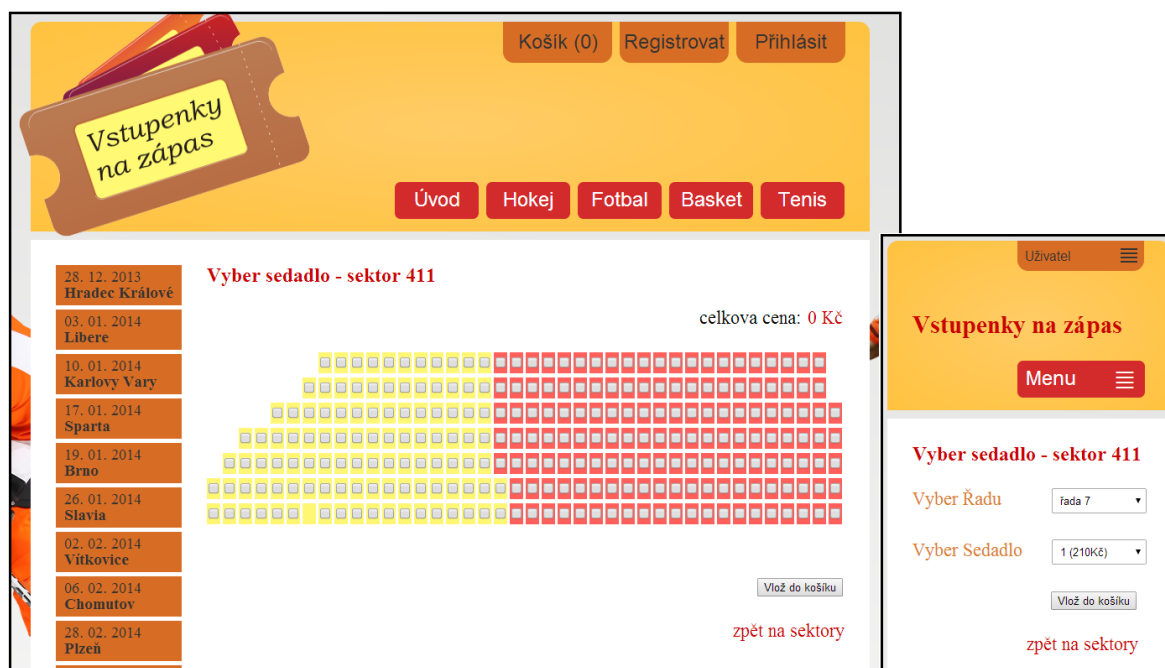 Košík (0)
Registrovat
Přihlásit
Vstupenky
na zápas
Úvod
Hokej
Fotbal
Basket
Tenis
28. 12. 2013
Hradec Králové
03. 01. 2014
Libere
10. 01. 2014
Karlovy Vary
17. 01. 2014
Sparta
19. 01. 2014
Brno
26. 01. 2014
Slavia
02. 02. 2014
Vítkovice
06. 02. 2014
Chomutov
28. 02. 2014
Plzeň
Vyber sedadlo - sektor 411
celkova cena: 0 Kč
Vlož do košíku
zpět na sektory
Uživatel
Vstupenky na zápas
Menu
Vyber sedadlo - sektor 411
Vyber Řadu
řada 7
Vyber Sedadlo
1 (210Kč)
Vlož do košíku
zpět na sektory